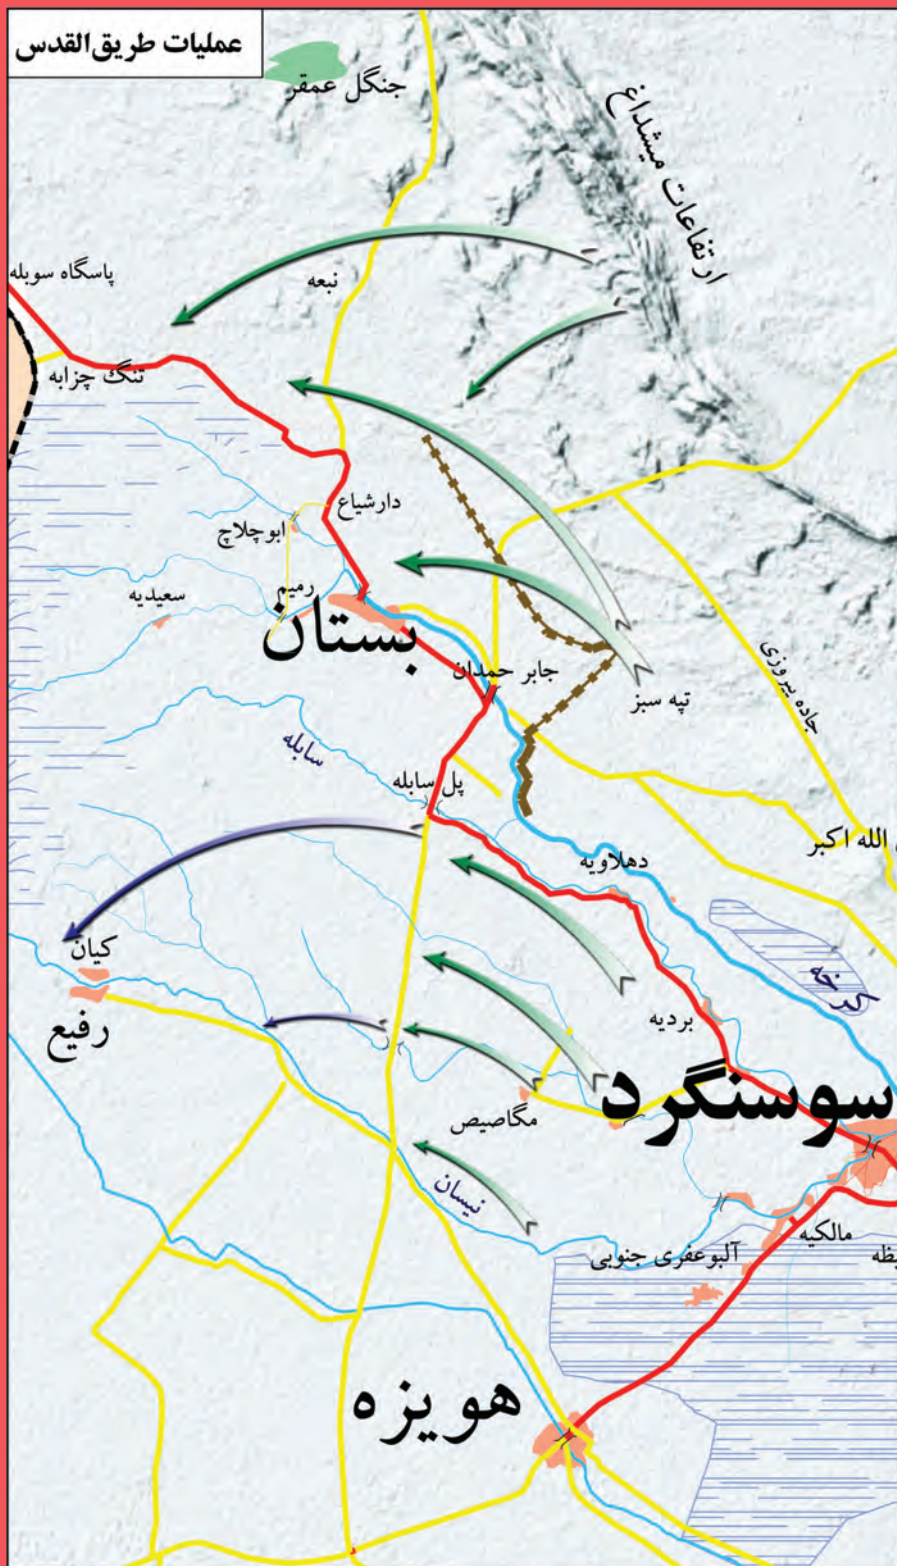 عملیات طریق‌القدس
جنگل عمقر
ارتفاعات میشداغ
پاسگاه سوبله
نبعه
تنگ چزابه
دارشیاع
ابوچلاچ
رمیم
سعیدیه
بستان
جابر حمدان
تپه سبز
جاده پیروزی
سابله
پل سابله
الله اکبر
دهلاویه
کیان
کرخه
رفیع
بردیه
سوسنگرد
مگاصیص
نیسان
مالکیه
آلبوعفری جنوبی
هویزه